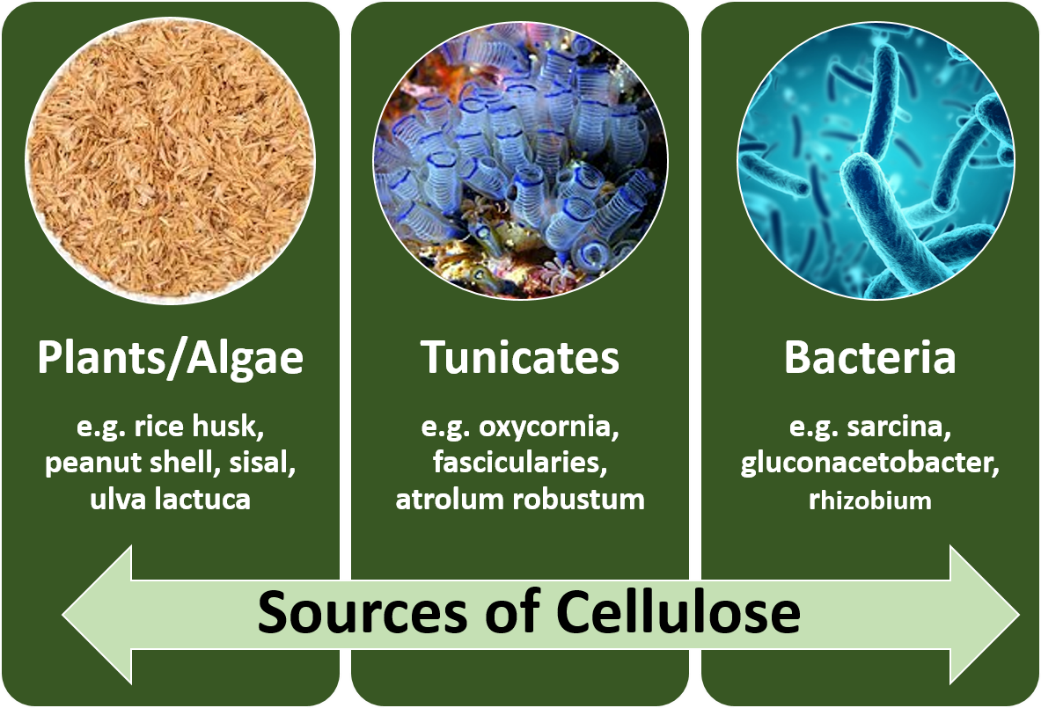 Plants/Algae
e.g. rice husk,
peanut shell, sisal,
ulva lactuca
Tunicates
e.g. oxycornia,
fascicularies,
atrolum robustum
Bacteria
e.g. sarcina,
gluconacetobacter,
rhizobium
Sources of Cellulose